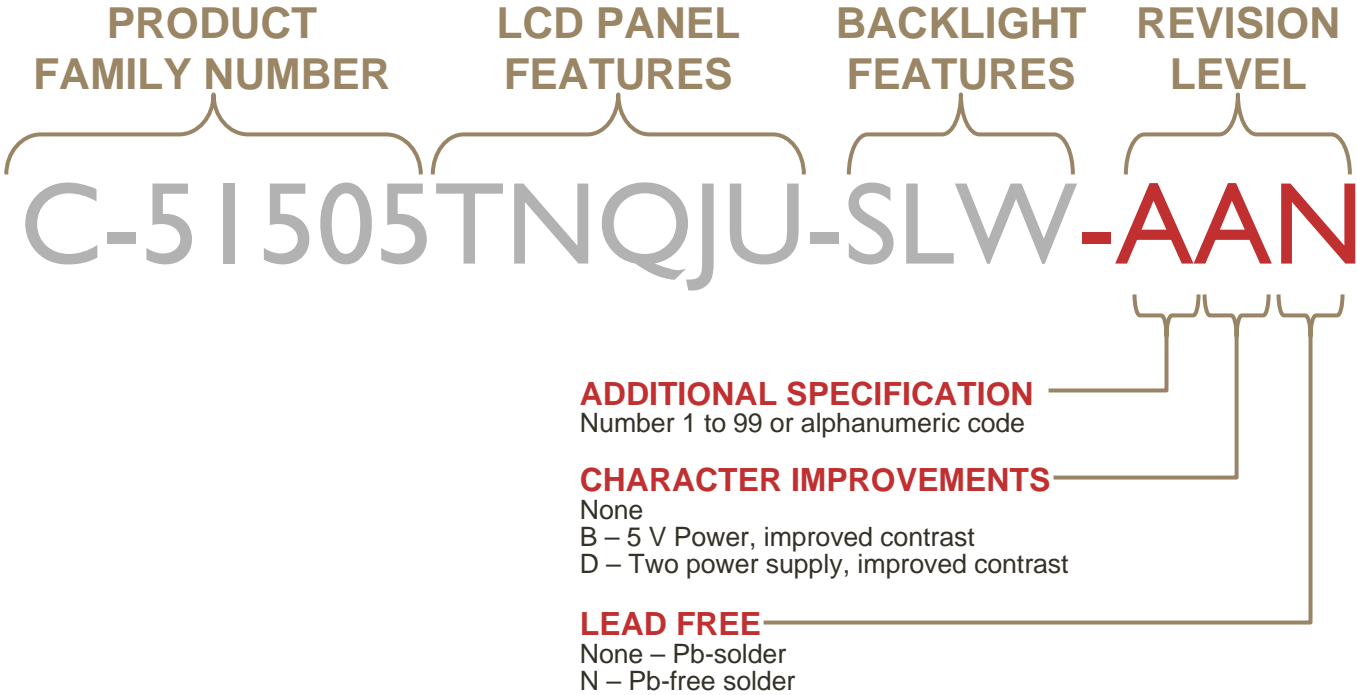 PRODUCT
FAMILY NUMBER
LCD PANEL
FEATURES
BACKLIGHT
FEATURES
REVISION
LEVEL
C-51505TNQJU-SLW-AAN
ADDITIONAL SPECIFICATION
Number 1 to 99 or alphanumeric code
CHARACTER IMPROVEMENTS
None
B – 5 V Power, improved contrast
D – Two power supply, improved contrast
LEAD FREE
None – Pb-solder
N – Pb-free solder